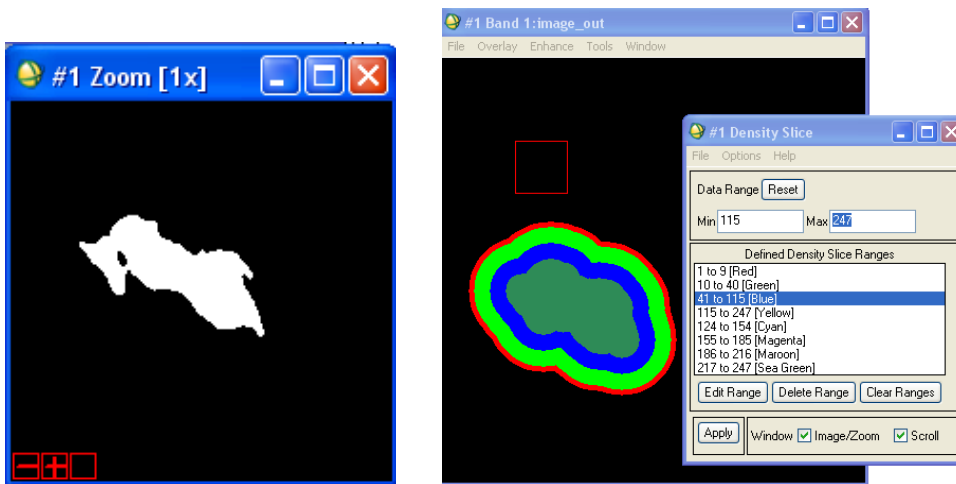 #1 Zoom [1x]
#1 Band 1:image_out
File Overlay Enhance Tools Window
#1 Density Slice
File Options Help
Data Range Reset
Min 115 Max 247
Defined Density Slice Ranges
1 to 9 [Red]
10 to 40 [Green]
41 to 115 [Blue]
115 to 247 [Yellow]
124 to 154 [Cyan]
155 to 185 [Magenta]
186 to 216 [Maroon]
217 to 247 [Sea Green]
Edit Range Delete Range Clear Ranges
Apply Window Image/Zoom Scroll